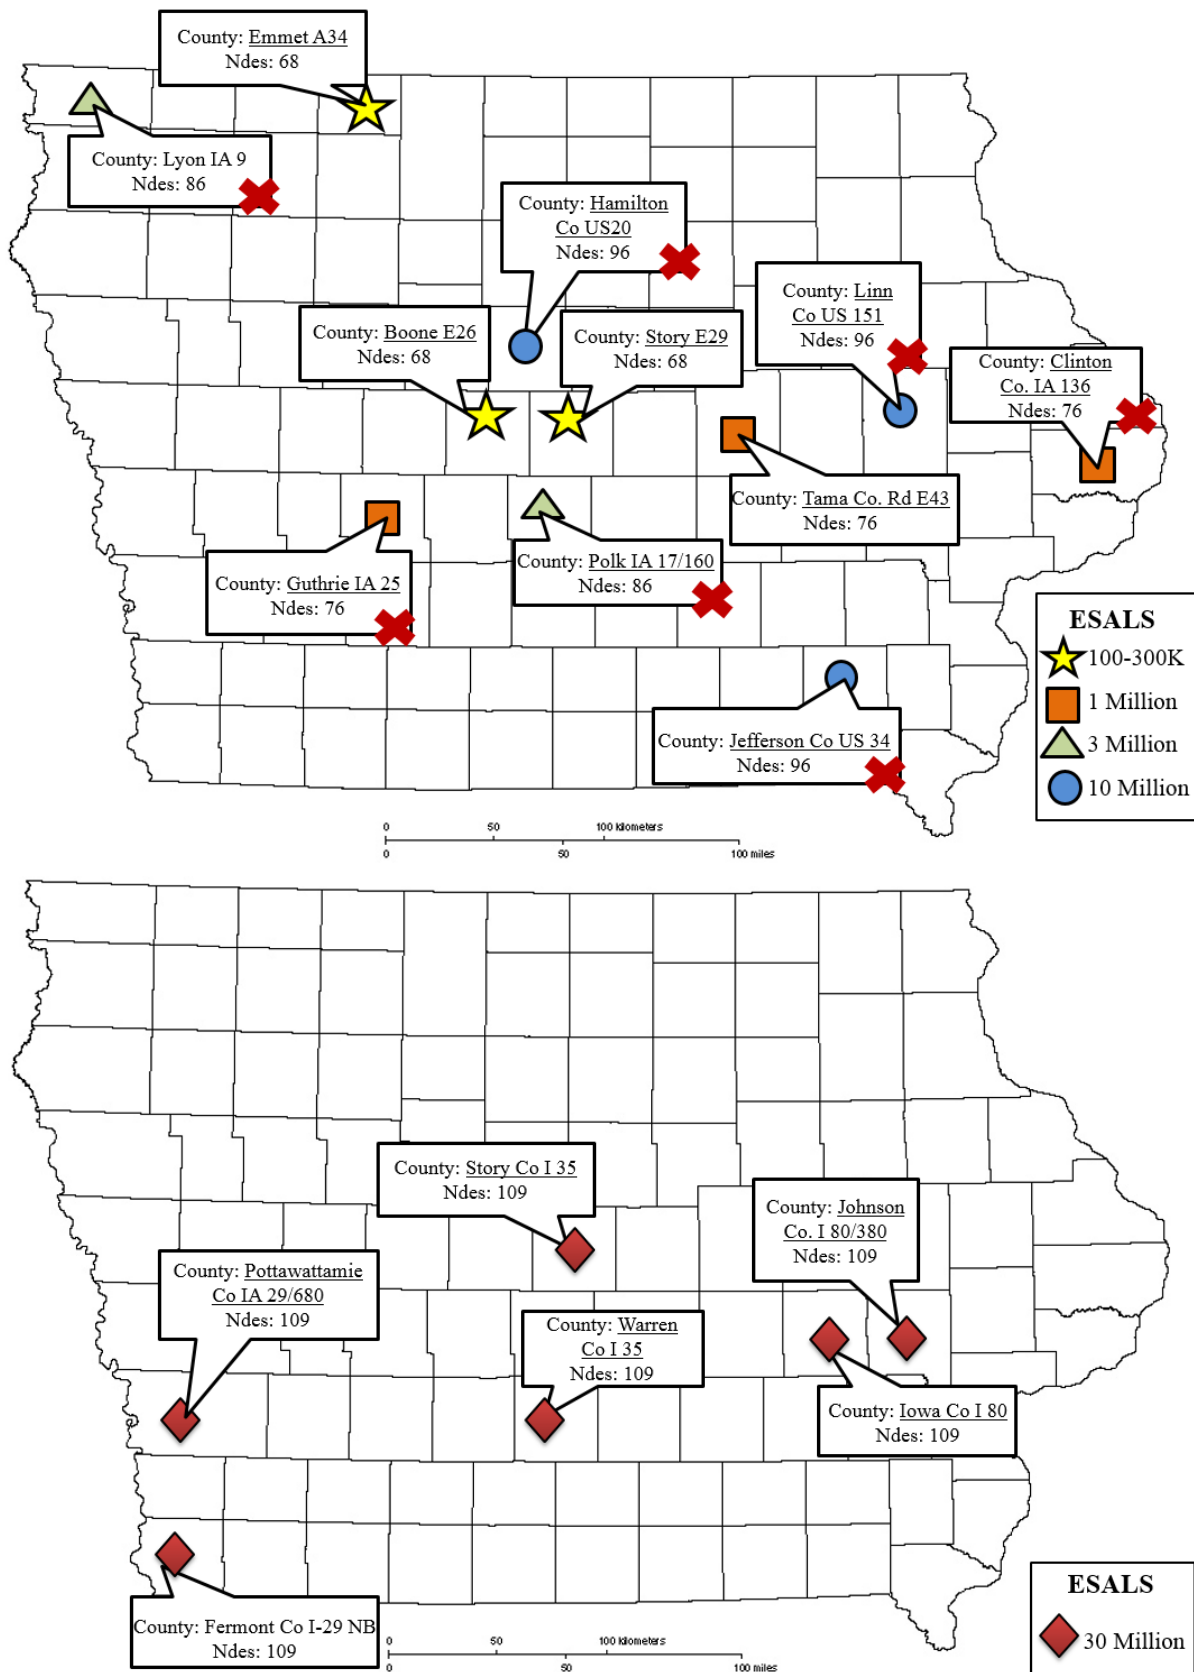 County: Emmet A34
Ndes: 68
County: Lyon IA 9
Ndes: 86
County: Hamilton
Co US20
Ndes: 96
County: Linn
Co US 151
Ndes: 96
County: Boone E26
Ndes: 68
County: Story E29
Ndes: 68
County: Clinton
Co. IA 136
Ndes: 76
County: Tama Co. Rd E43
Ndes: 76
County: Guthrie IA 25
Ndes: 76
County: Polk IA 17/160
Ndes: 86
County: Jefferson Co US 34
Ndes: 96
ESALS
100-300K
1 Million
3 Million
10 Million
0 50 100 kilometers
0 50 100 miles
County: Story Co I 35
Ndes: 109
County: Johnson
Co. I 80/380
Ndes: 109
County: Pottawattamie
Co IA 29/680
Ndes: 109
County: Warren
Co I 35
Ndes: 109
County: Iowa Co I 80
Ndes: 109
County: Fermont Co I-29 NB
Ndes: 109
ESALS
30 Million
0 50 100 kilometers
0 50 100 miles